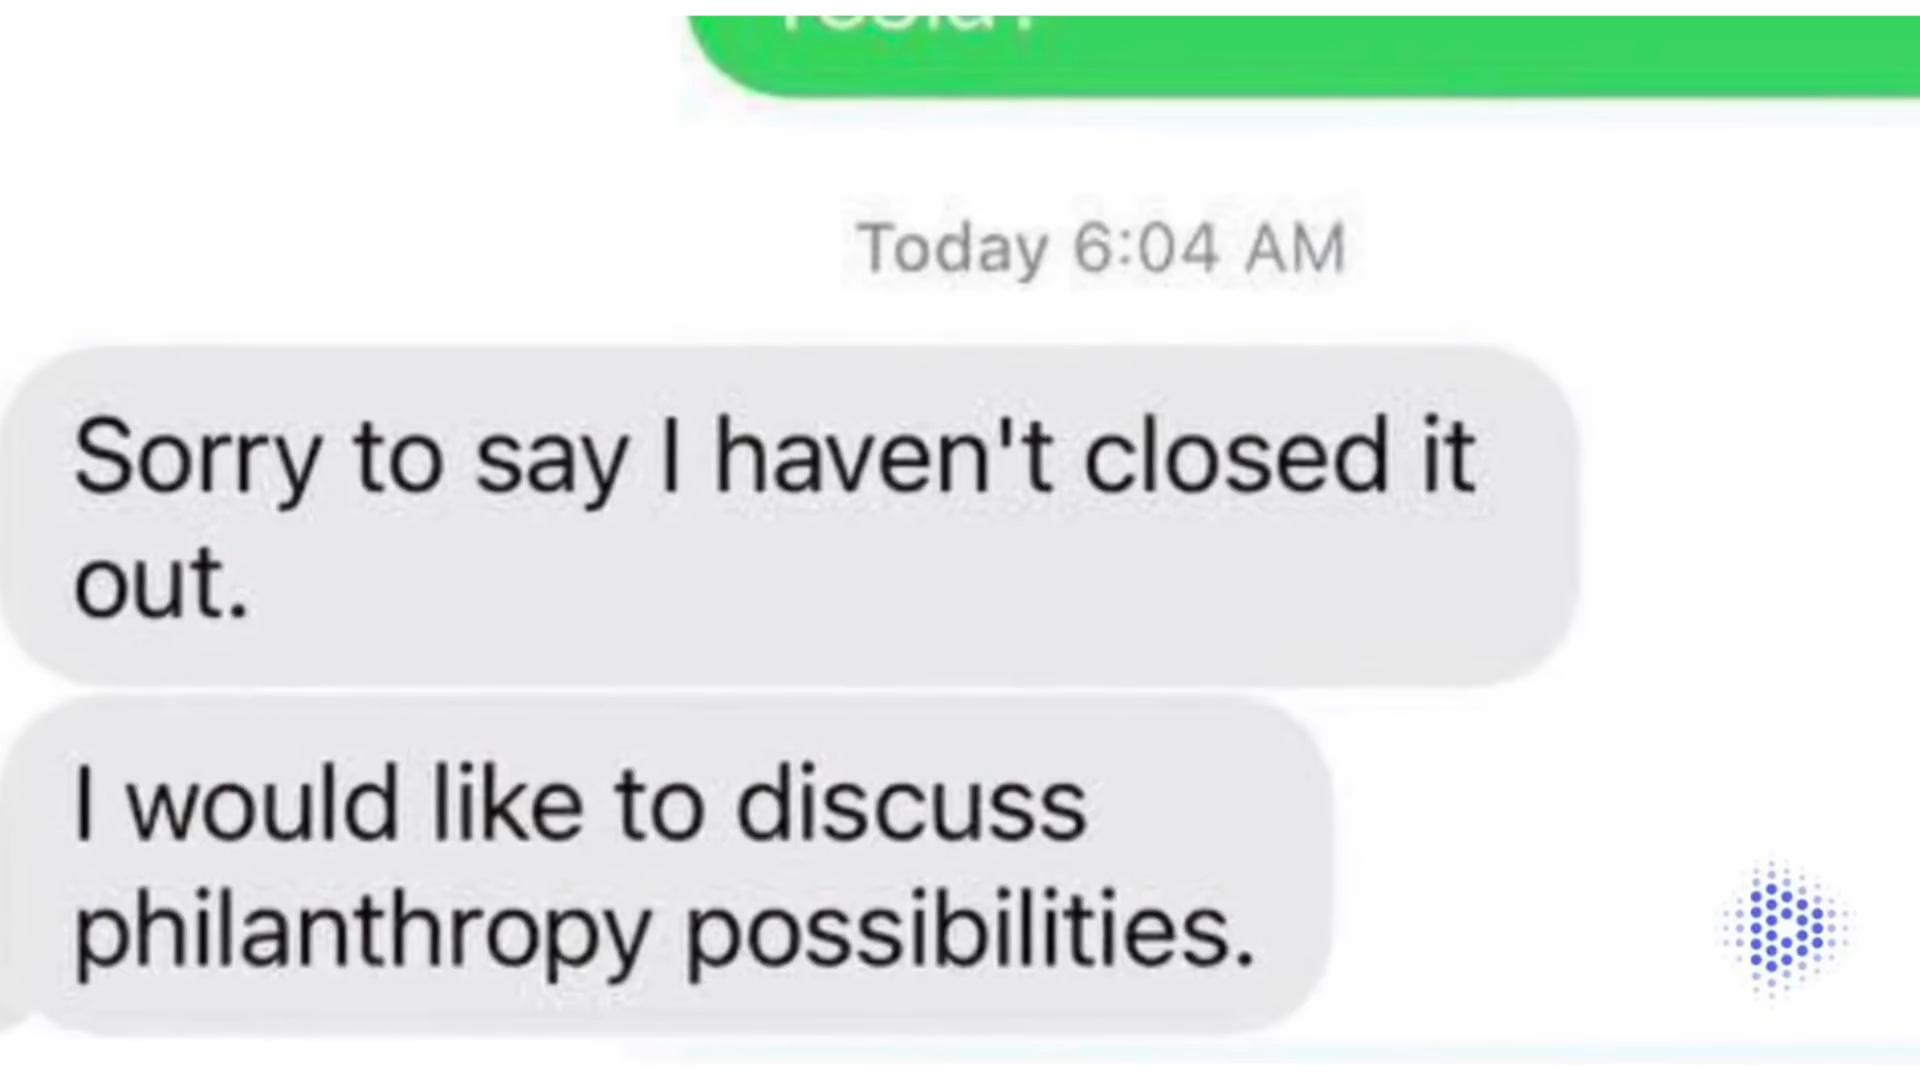 Today 6:04 AM
Sorry to say I haven't closed it
out.
I would like to discuss
philanthropy possibilities.